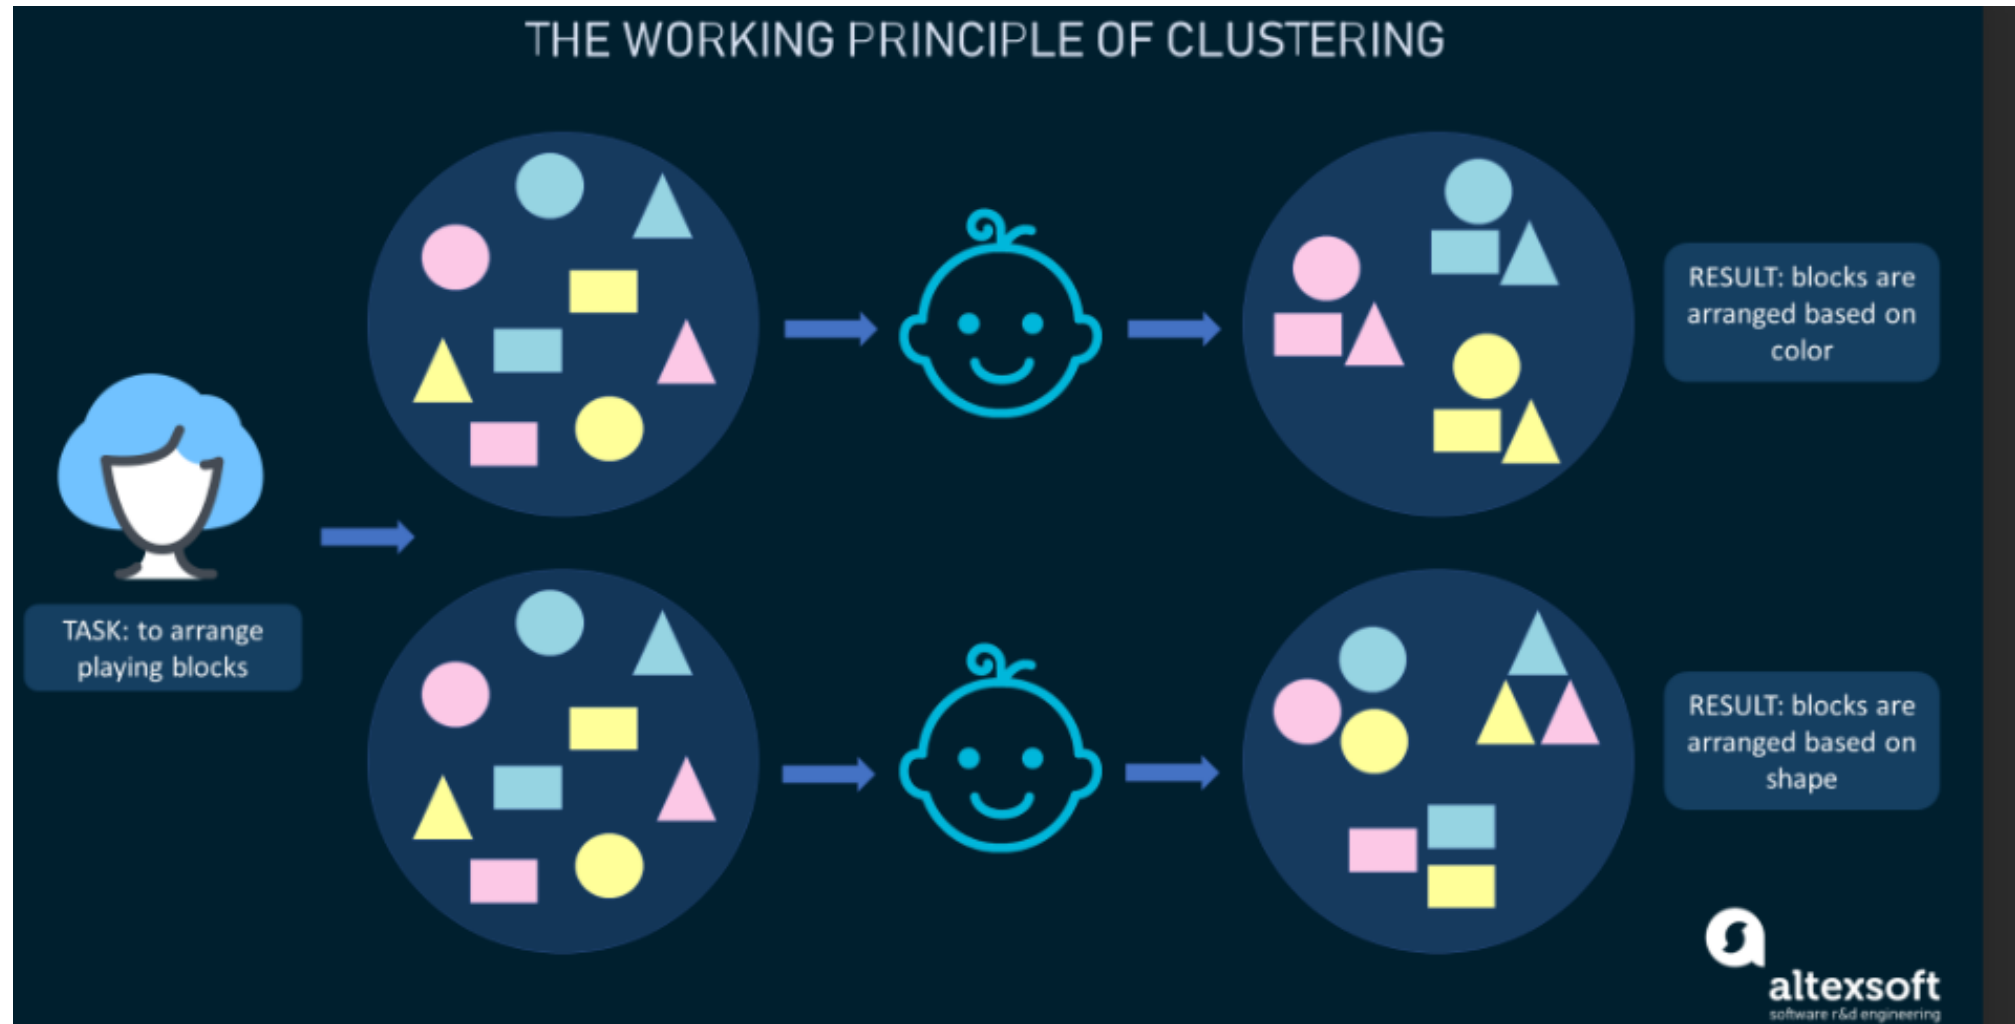 THE WORKING PRINCIPLE OF CLUSTERING
TASK: to arrange
playing blocks
RESULT: blocks are
arranged based on
color
RESULT: blocks are
arranged based on
shape
altexsoft
software r&d engineering